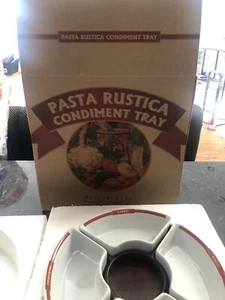 PASTA RUSTICA CONDIMENT TRAY
PASTA RUSTICA
CONDIMENT TRAY